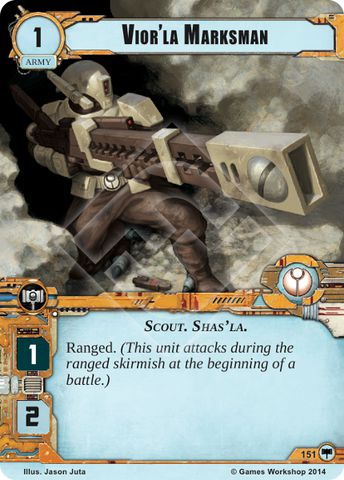 1
VIOR'LA MARKSMAN
ARMY
SCOUT. SHAS'LA.
1
Ranged. (This unit attacks during the
ranged skirmish at the beginning of a
battle.)
2
151
Illus. Jason Juta
© Games Workshop 2014